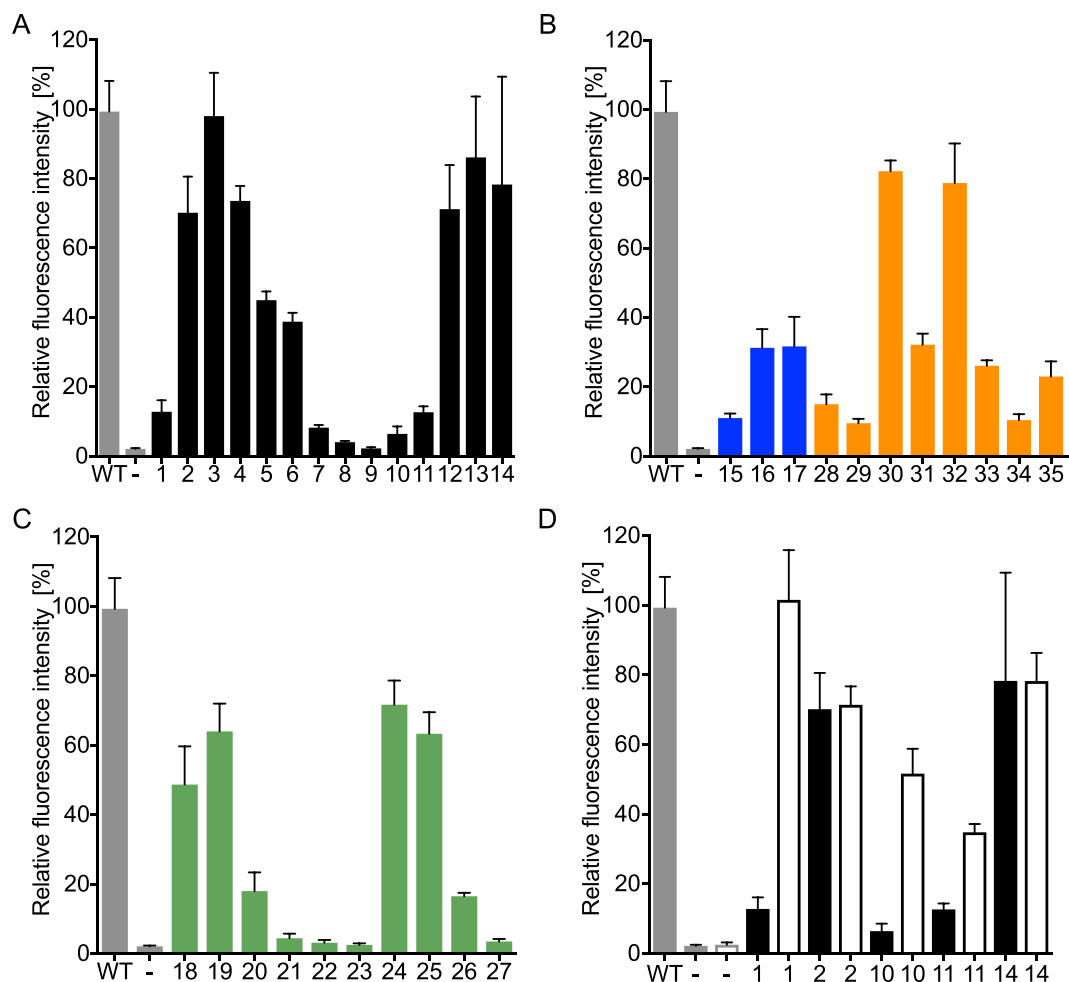 A
Relative fluorescence intensity [%]
120
100
80
60
40
20
0
WT - 1 2 3 4 5 6 7 8 9 10 11 12 13 14
B
Relative fluorescence intensity [%]
120
100
80
60
40
20
0
WT - 15 16 17 28 29 30 31 32 33 34 35
C
Relative fluorescence intensity [%]
120
100
80
60
40
20
0
WT - 18 19 20 21 22 23 24 25 26 27
D
Relative fluorescence intensity [%]
120
100
80
60
40
20
0
WT - - 1 1 2 2 10 10 11 11 14 14